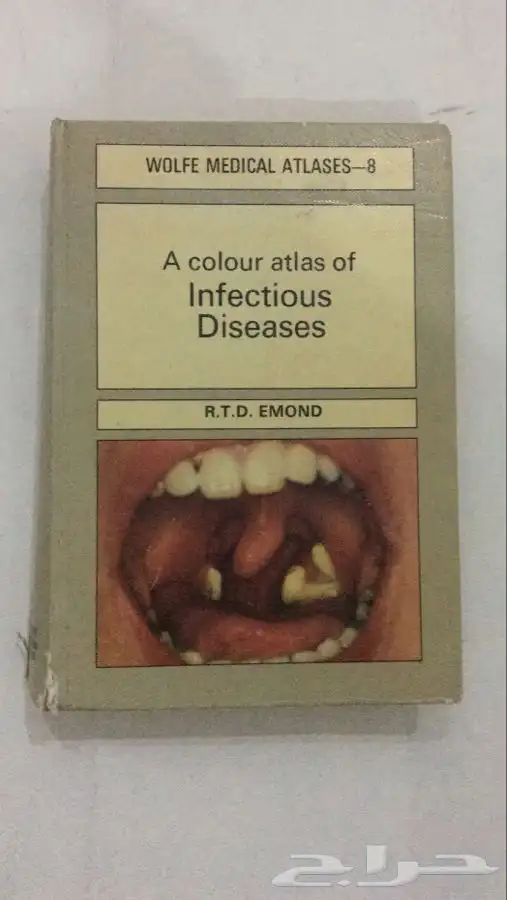 WOLFE MEDICAL ATLASES—8
A colour atlas of
Infectious
Diseases
R.T.D. EMOND
حراج